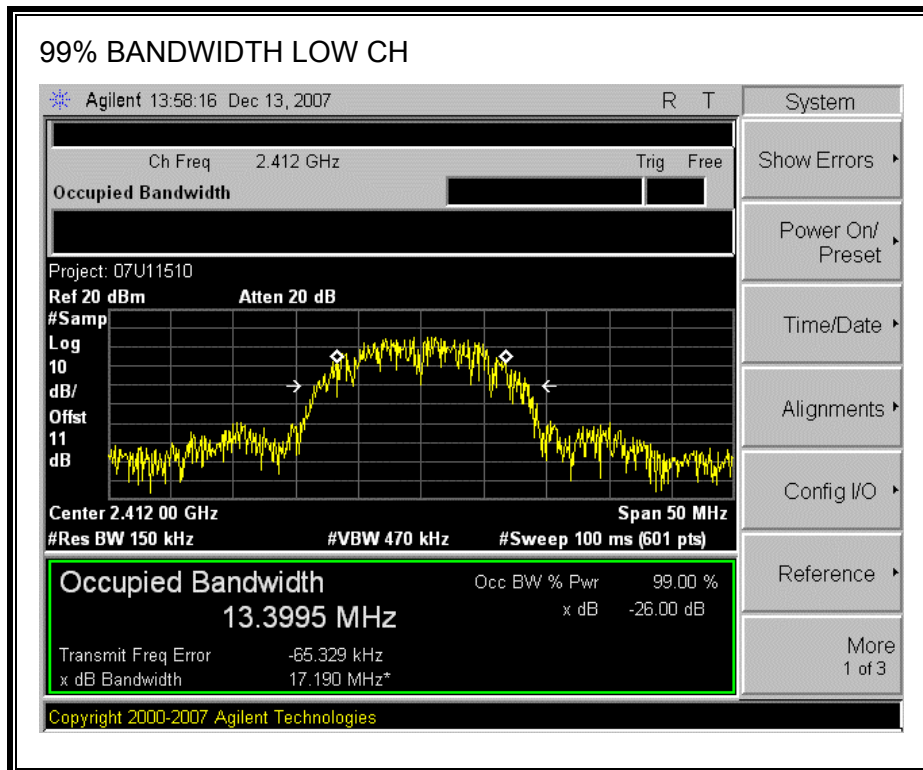 99% BANDWIDTH LOW CH
Agilent 13:58:16 Dec 13, 2007 R T System
Ch Freq 2.412 GHz Trig Free
Occupied Bandwidth
Show Errors
Power On/
Preset
Time/Date
Alignments
Config I/O
Reference
More
1 of 3
Project: 07U11510
Ref 20 dBm Atten 20 dB
#Samp
Log
10
dB/
Offst
11
dB
Center 2.412 00 GHz Span 50 MHz
#Res BW 150 kHz #VBW 470 kHz #Sweep 100 ms (601 pts)
Occupied Bandwidth Occ BW % Pwr 99.00 %
13.3995 MHz x dB -26.00 dB
Transmit Freq Error -65.329 kHz
x dB Bandwidth 17.190 MHz*
Copyright 2000-2007 Agilent Technologies